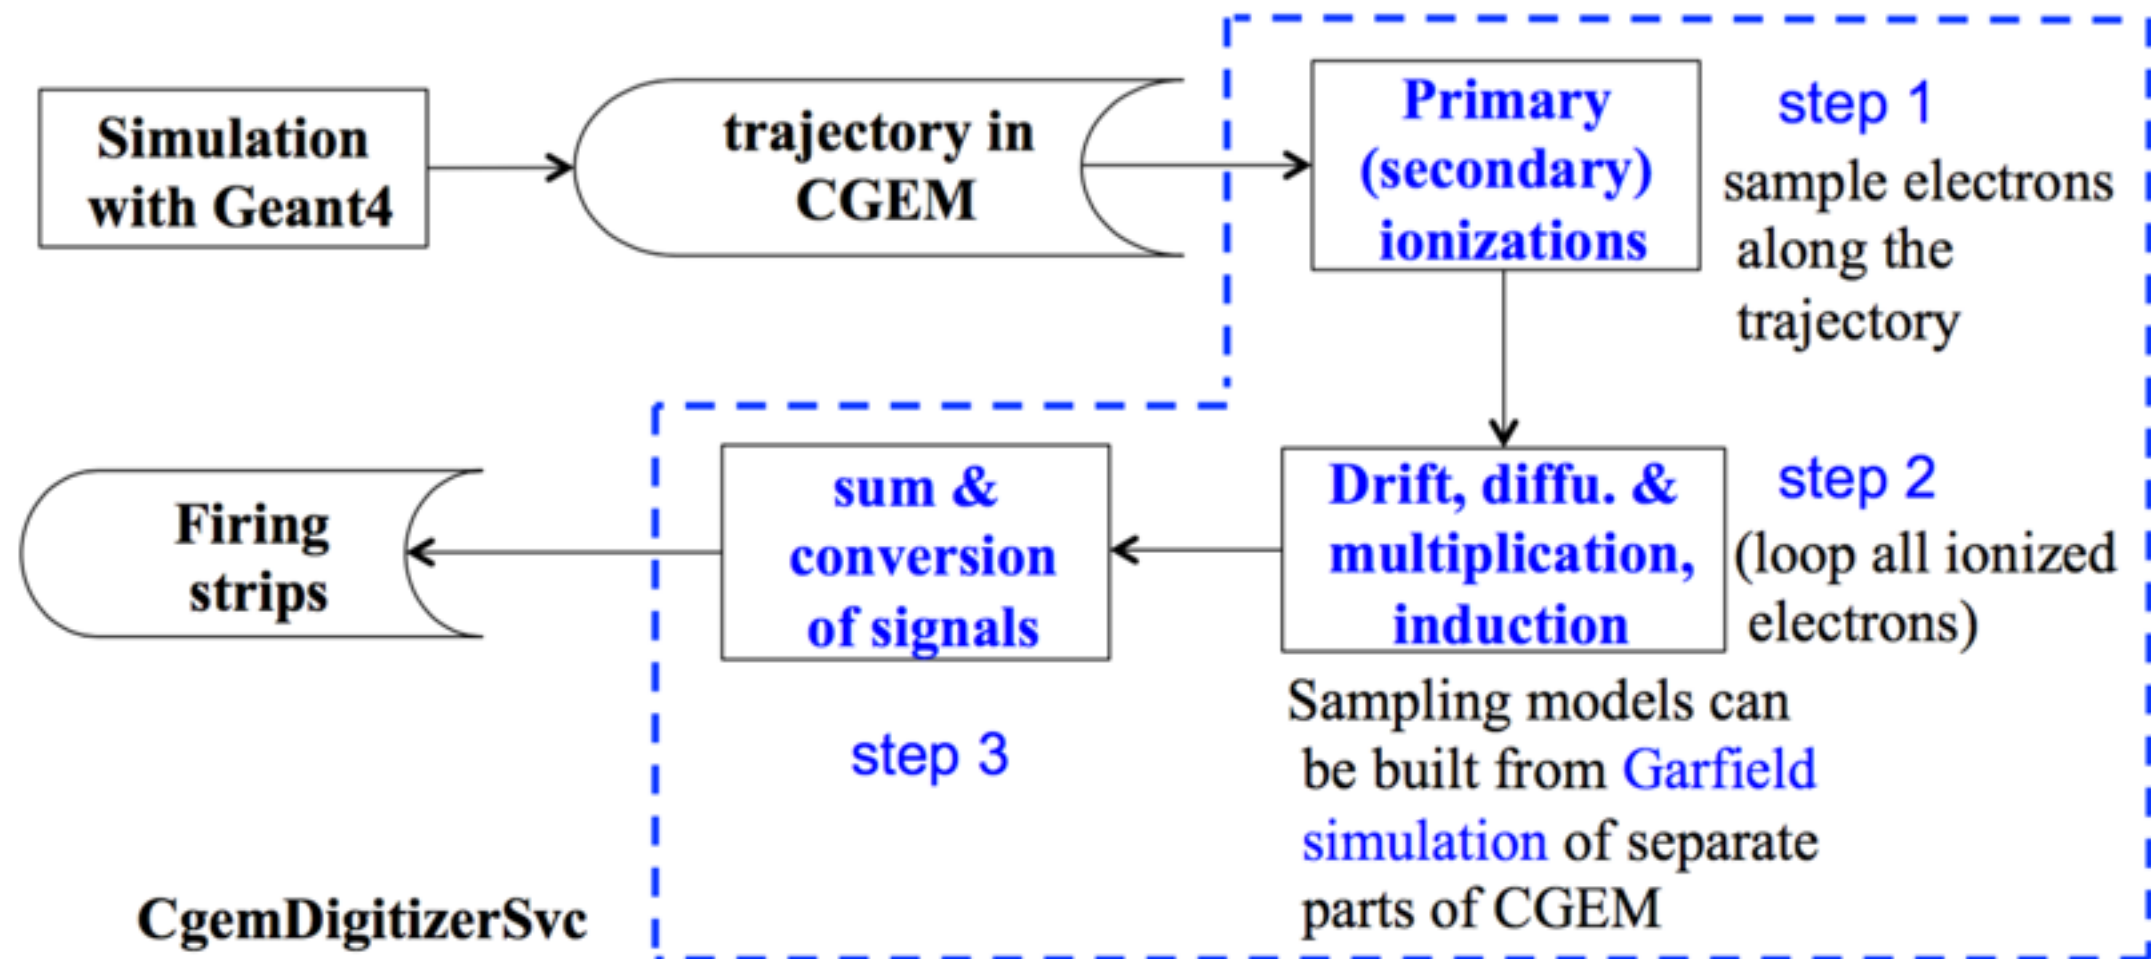 Simulation
with Geant4
trajectory in
CGEM
Primary
(secondary)
ionizations
step 1
sample electrons
along the
trajectory
Firing
strips
sum &
conversion
of signals
step 3
Drift, diffu. &
multiplication,
induction
step 2
(loop all ionized
electrons)
Sampling models can
be built from Garfield
simulation of separate
parts of CGEM
CgemDigitizerSvc